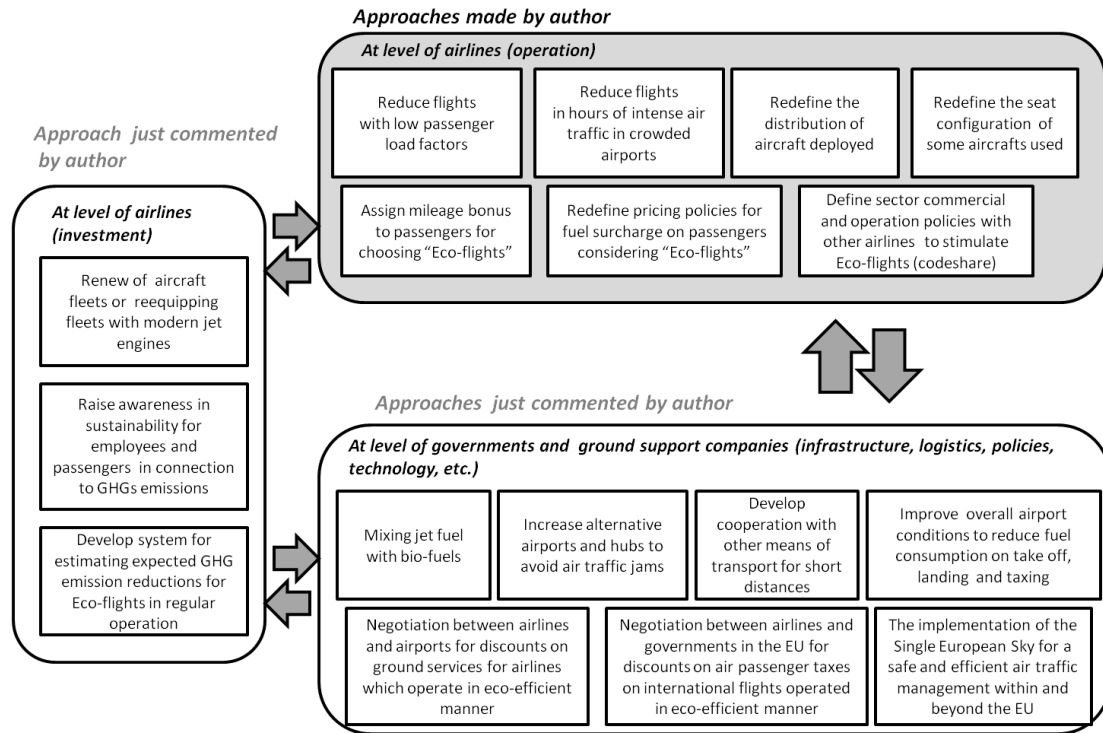 Approaches made by author
At level of airlines (operation)
Reduce flights
with low passenger
load factors
Reduce flights
in hours of intense air
traffic in crowded
airports
Redefine the
distribution of
aircraft deployed
Redefine the seat
configuration of
some aircrafts used
Assign mileage bonus
to passengers for
choosing “Eco-flights”
Redefine pricing policies for
fuel surcharge on passengers
considering “Eco-flights”
Define sector commercial
and operation policies with
other airlines to stimulate
Eco-flights (codeshare)
Approach just commented
by author
At level of airlines
(investment)
Renew of aircraft
fleets or reequipping
fleets with modern jet
engines
Raise awareness in
sustainability for
employees and
passengers in connection
to GHGs emissions
Develop system for
estimating expected GHG
emission reductions for
Eco-flights in regular
operation
Approaches just commented by author
At level of governments and ground support companies (infrastructure, logistics, policies,
technology, etc.)
Mixing jet fuel
with bio-fuels
Increase alternative
airports and hubs to
avoid air traffic jams
Develop
cooperation with
other means of
transport for short
distances
Improve overall airport
conditions to reduce fuel
consumption on take off,
landing and taxing
Negotiation between airlines
and airports for discounts on
ground services for airlines
which operate in eco-efficient
manner
Negotiation between airlines and
governments in the EU for
discounts on air passenger taxes
on international flights operated
in eco-efficient manner
The implementation of the
Single European Sky for a
safe and efficient air traffic
management within and
beyond the EU